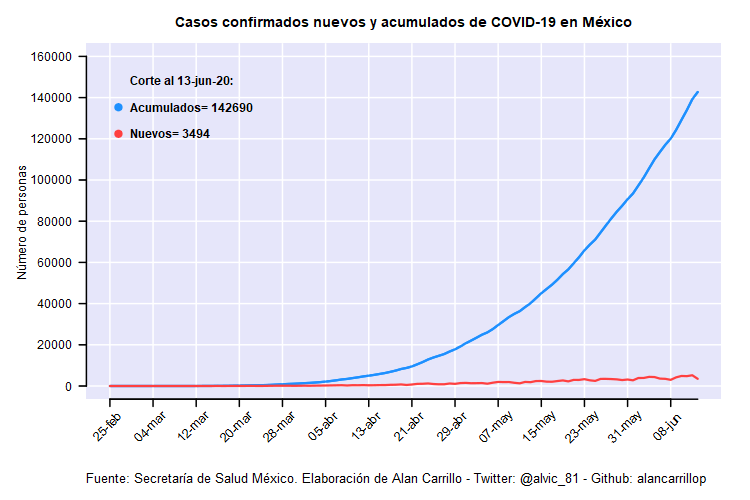 Casos confirmados nuevos y acumulados de COVID-19 en México
Número de personas
160000
140000
120000
100000
80000
60000
40000
20000
0
Corte al 13-jun-20:
Acumulados= 142690
Nuevos= 3494
25-feb
04-mar
12-mar
20-mar
28-mar
05-abr
13-abr
21-abr
29-abr
07-may
15-may
23-may
31-may
08-jun
Fuente: Secretaría de Salud México. Elaboración de Alan Carrillo - Twitter: @alvic_81 - Github: alancarrillop